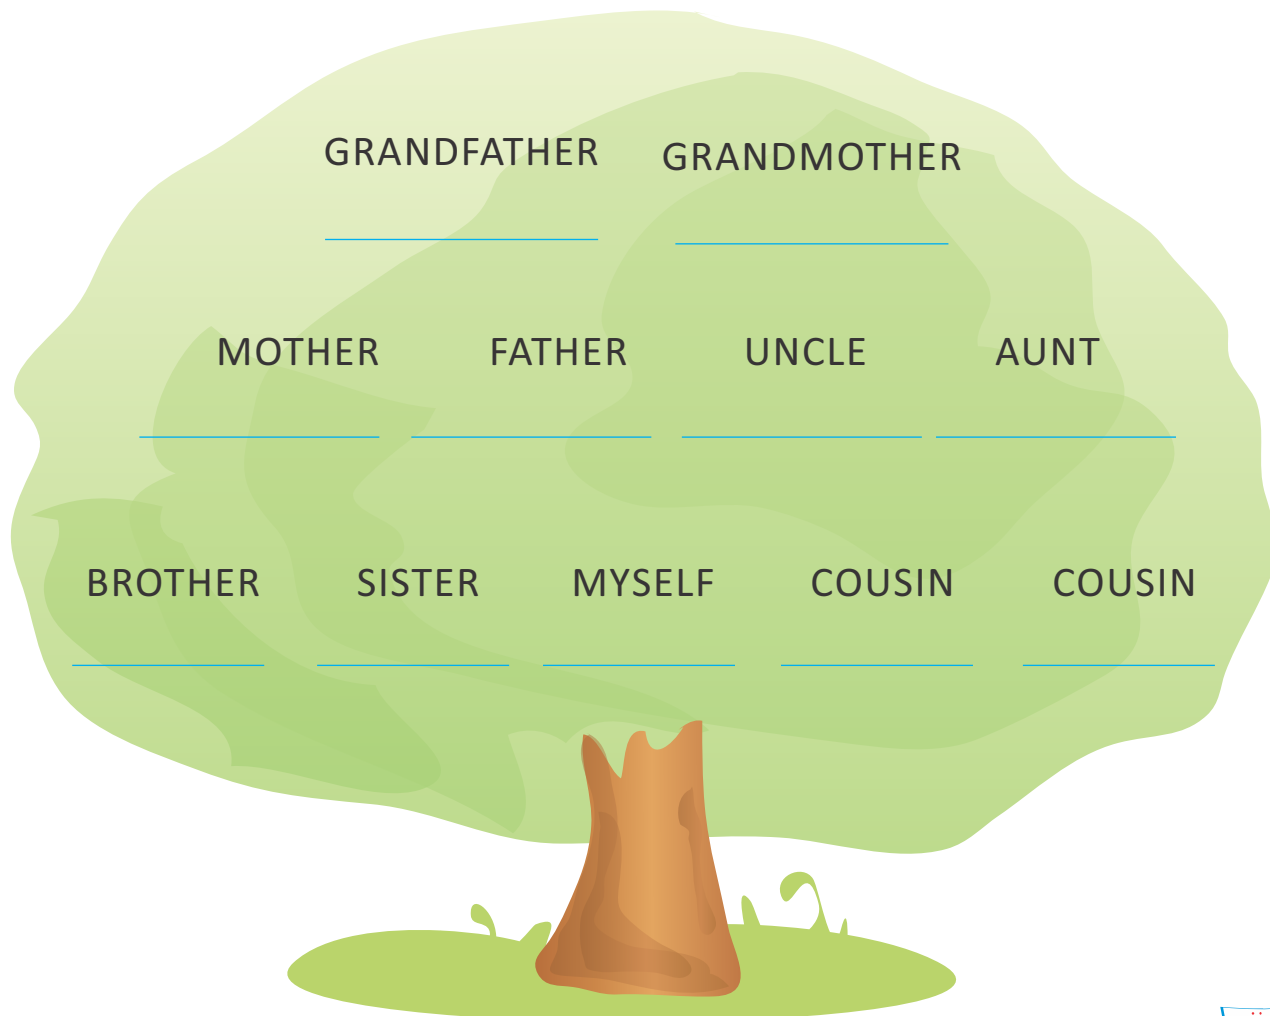 GRANDFATHER GRANDMOTHER
MOTHER FATHER UNCLE AUNT
BROTHER SISTER MYSELF COUSIN COUSIN